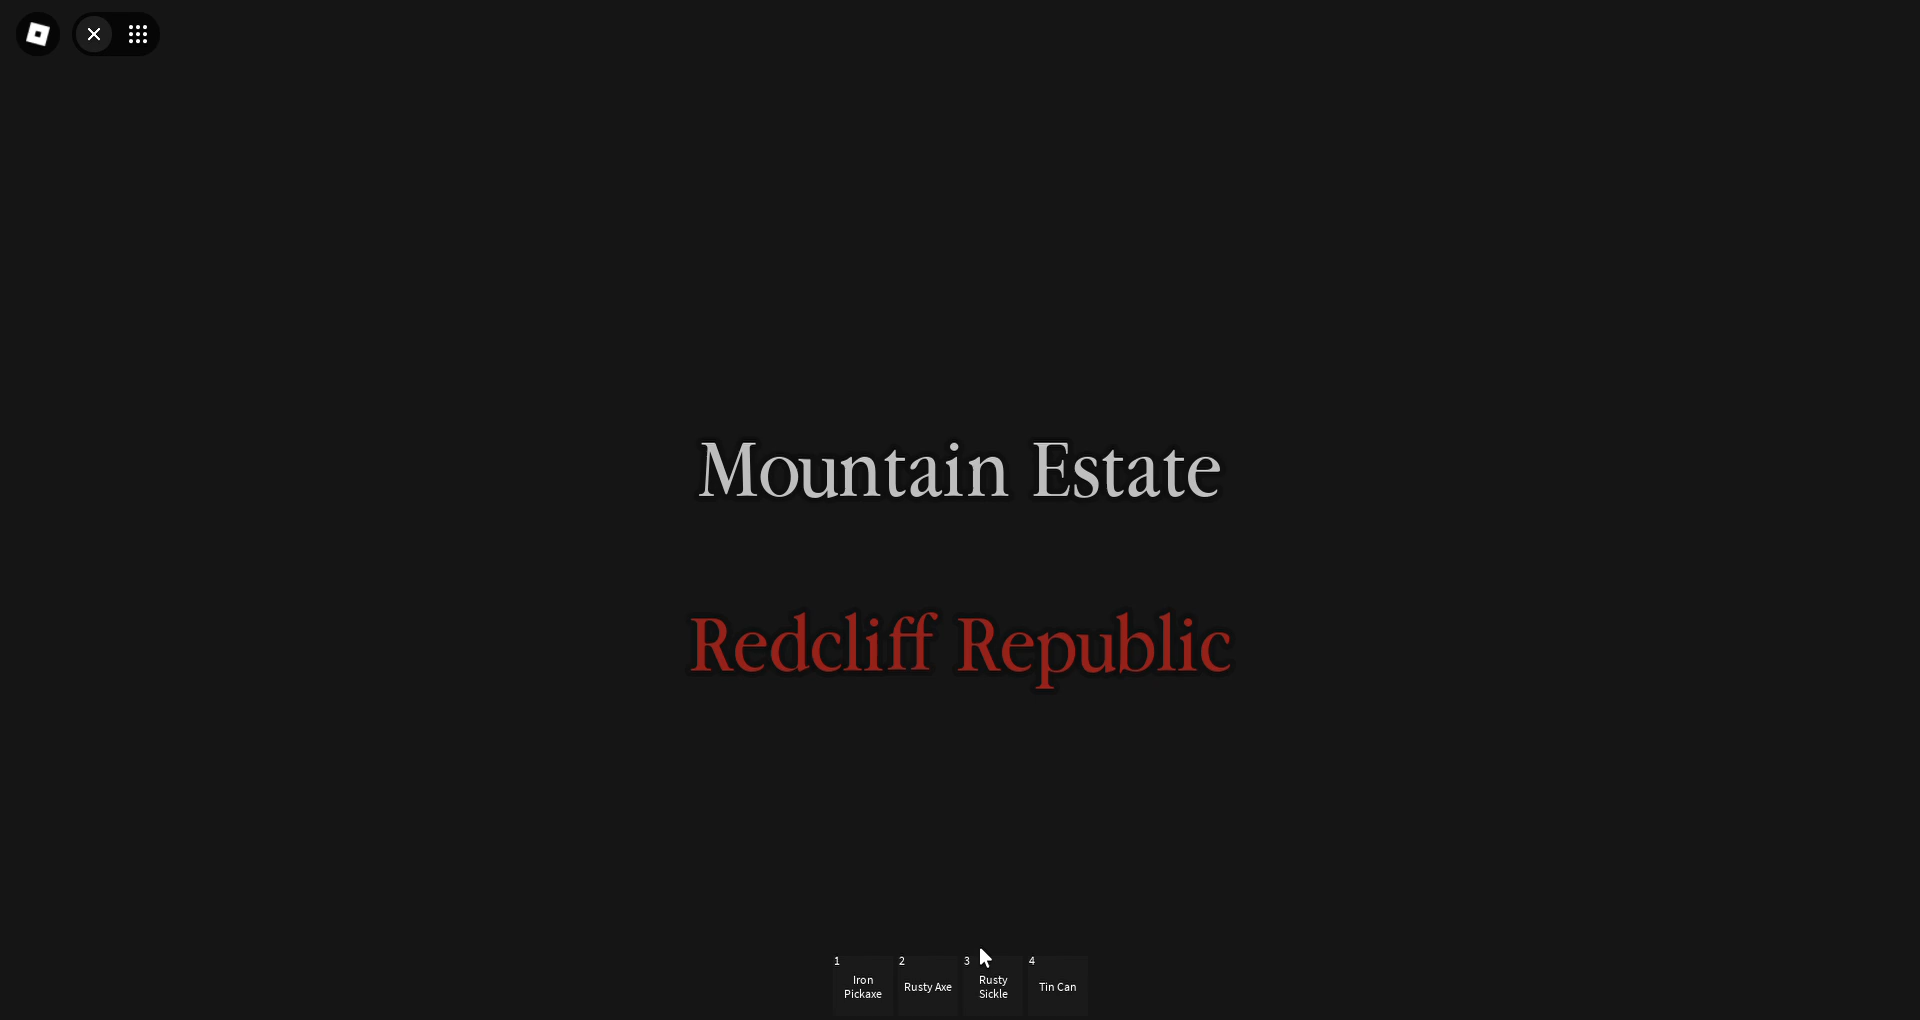 Mountain Estate
Redcliff Republic
1
Iron
Pickaxe
2
Rusty Axe
3
Rusty
Sickle
4
Tin Can